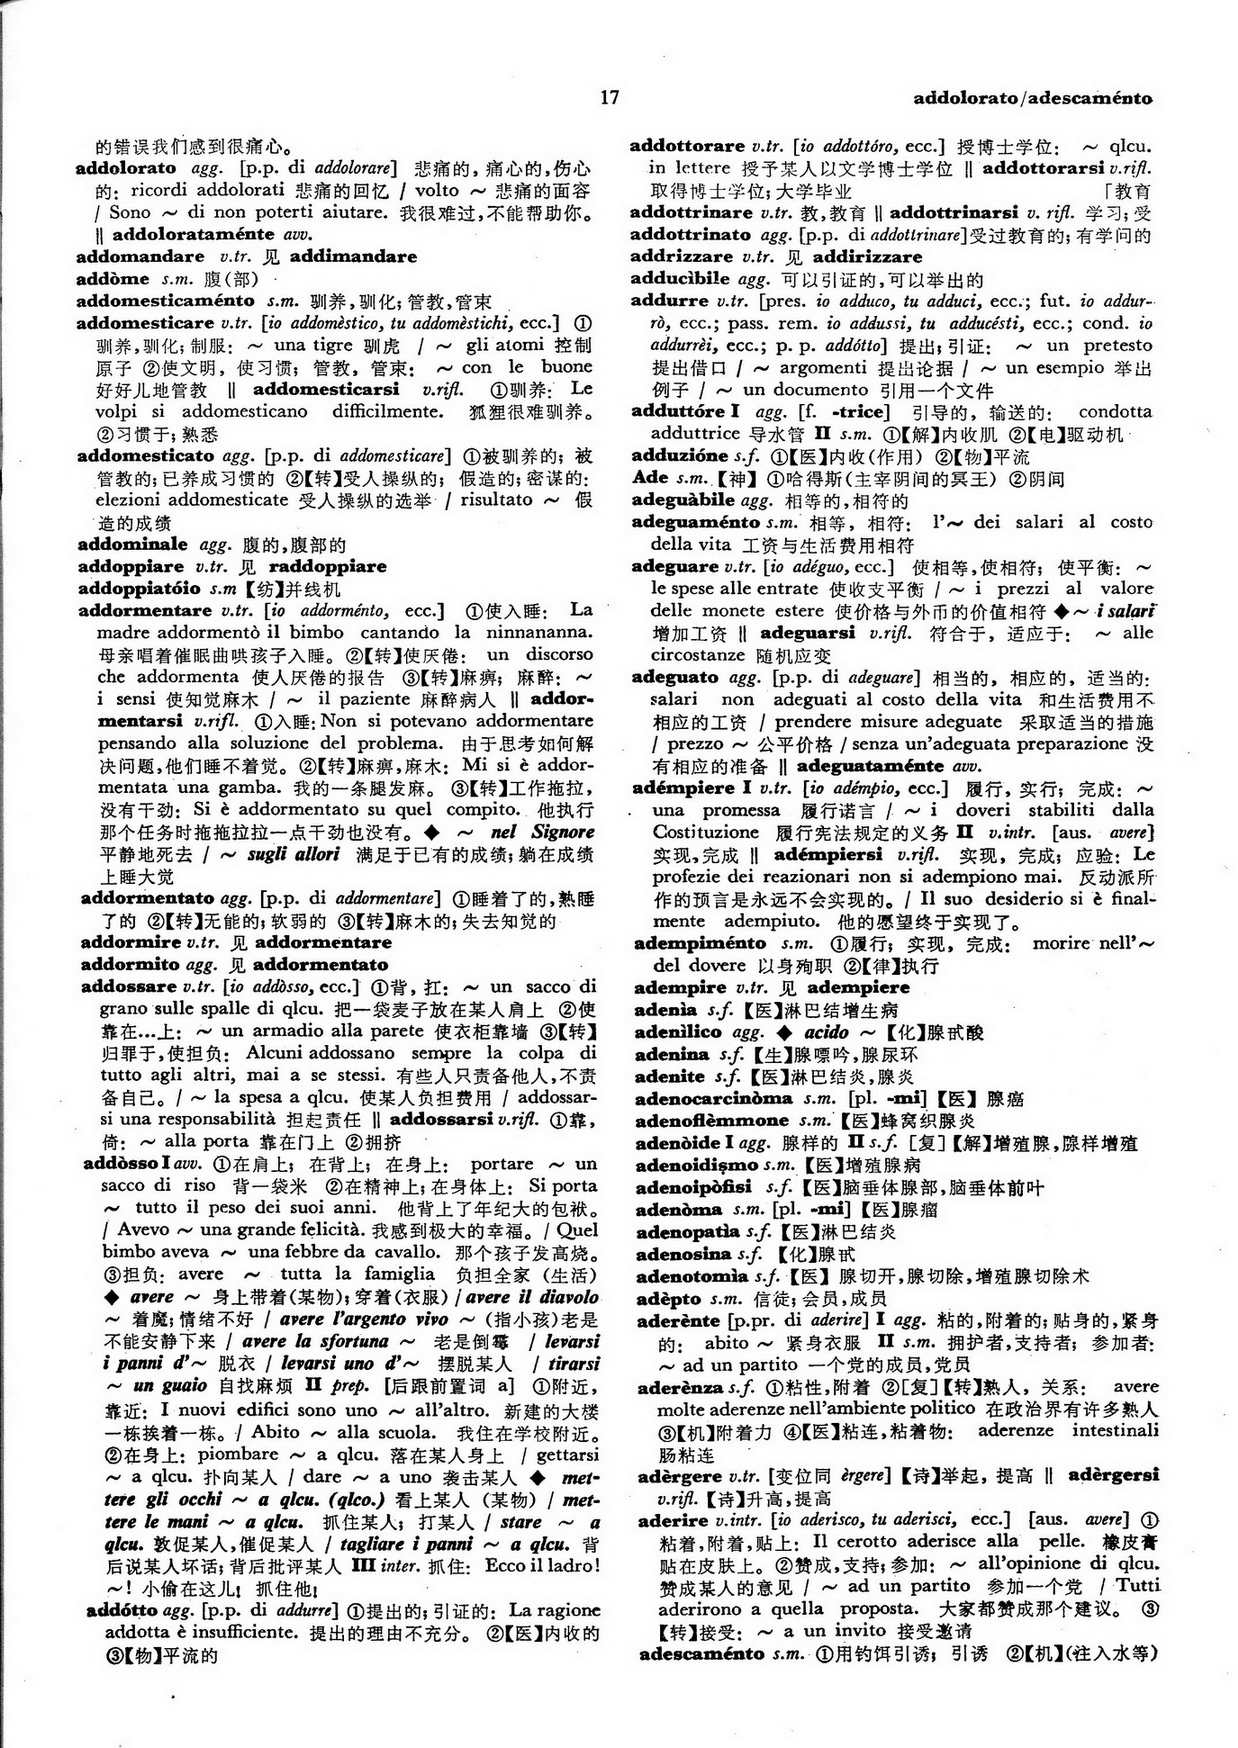 17
addolorato/adescaménto
的错误我们感到很痛心。
addolorato agg. [p.p. di addolorare] 悲痛的, 痛心的,伤心
的: ricordi addolorati 悲痛的回忆 / volto ～ 悲痛的面容
/ Sono ～ di non poterti aiutare. 我很难过,不能帮助你。
‖ addolorataménte avv.
addomandare v.tr. 见 addimandare
addòme s.m. 腹(部)
addomesticaménto s.m. 驯养,驯化; 管教,管束
addomesticare v.tr. [io addomèstico, tu addomèstichi, ecc.] ①
驯养,驯化; 制服: ～ una tigre 驯虎 / ～ gli atomi 控制
原子 ②使文明, 使习惯; 管教, 管束: ～ con le buone
好好儿地管教 ‖ addomesticarsi v.rifl. ①驯养: Le
volpi si addomesticano difficilmente. 狐狸很难驯养。
②习惯于; 熟悉
addomesticato agg. [p.p. di addomesticare] ①被驯养的; 被
管教的; 已养成习惯的 ②【转】受人操纵的; 假造的; 密谋的:
elezioni addomesticate 受人操纵的选举 / risultato ～ 假
造的成绩
addominale agg. 腹的,腹部的
addoppiare v.tr. 见 raddoppiare
addoppiatóio s.m 【纺】并线机
addormentare v.tr. [io addorménto, ecc.] ①使入睡: La
madre addormentò il bimbo cantando la ninnananna.
母亲唱着催眠曲哄孩子入睡。②【转】使厌倦: un discorso
che addormenta 使人厌倦的报告 ③【转】麻痹; 麻醉: ～
i sensi 使知觉麻木 / ～ il paziente 麻醉病人 ‖ addor-
mentarsi v.rifl. ①入睡: Non si potevano addormentare
pensando alla soluzione del problema. 由于思考如何解
决问题,他们睡不着觉。②【转】麻痹,麻木: Mi si è addor-
mentata una gamba. 我的一条腿发麻。③【转】工作拖拉,
没有干劲: Si è addormentato su quel compito. 他执行
那个任务时拖拖拉拉一点干劲也没有。◆ ～ nel Signore
平静地死去 / ～ sugli allori 满足于已有的成绩; 躺在成绩
上睡大觉
addormentato agg. [p.p. di addormentare] ①睡着了的,熟睡
了的 ②【转】无能的; 软弱的 ③【转】麻木的; 失去知觉的
addormire v.tr. 见 addormentare
addormito agg. 见 addormentato
addossare v.tr. [io addòsso, ecc.] ①背, 扛: ～ un sacco di
grano sulle spalle di qlcu. 把一袋麦子放在某人肩上 ②使
靠在…上: ～ un armadio alla parete 使衣柜靠墙 ③【转】
归罪于,使担负: Alcuni addossano sempre la colpa di
tutto agli altri, mai a se stessi. 有些人只责备他人,不责
备自己。/ ～ la spesa a qlcu. 使某人负担费用 / addossar-
si una responsabilità 担起责任 ‖ addossarsi v.rifl. ①靠,
倚: ～ alla porta 靠在门上 ②拥挤
addòsso I avv. ①在肩上; 在背上; 在身上: portare ～ un
sacco di riso 背一袋米 ②在精神上; 在身体上: Si porta
～ tutto il peso dei suoi anni. 他背上了年纪大的包袱。
/ Avevo ～ una grande felicità. 我感到极大的幸福。/ Quel
bimbo aveva ～ una febbre da cavallo. 那个孩子发高烧。
③担负: avere ～ tutta la famiglia 负担全家 (生活)
◆ avere ～ 身上带着(某物); 穿着(衣服) / avere il diavolo
～ 着魔; 情绪不好 / avere l'argento vivo ～ (指小孩)老是
不能安静下来 / avere la sfortuna ～ 老是倒霉 / levarsi
i panni d'～ 脱衣 / levarsi uno d'～ 摆脱某人 / tirarsi
～ un guaio 自找麻烦 II prep. [后跟前置词 a] ①附近,
靠近: I nuovi edifici sono uno ～ all'altro. 新建的大楼
一栋挨着一栋。/ Abito ～ alla scuola. 我住在学校附近。
②在身上: piombare ～ a qlcu. 落在某人身上 / gettarsi
～ a qlcu. 扑向某人 / dare ～ a uno 袭击某人 ◆ met-
tere gli occhi ～ a qlcu. (qlco.) 看上某人 (某物) / met-
tere le mani ～ a qlcu. 抓住某人; 打某人 / stare ～ a
qlcu. 敦促某人,催促某人 / tagliare i panni ～ a qlcu. 背
后说某人坏话; 背后批评某人 III inter. 抓住: Ecco il ladro!
～! 小偷在这儿! 抓住他!
addótto agg. [p.p. di addurre] ①提出的; 引证的: La ragione
addotta è insufficiente. 提出的理由不充分。②【医】内收的
③【物】平流的
addottorare v.tr. [io addottóro, ecc.] 授博士学位: ～ qlcu.
in lettere 授予某人以文学博士学位 ‖ addottorarsi v.rifl.
取得博士学位; 大学毕业 「教育
addottrinare v.tr. 教,教育 ‖ addottrinarsi v. rifl. 学习; 受
addottrinato agg. [p.p. di addottrinare] 受过教育的; 有学问的
addrizzare v.tr. 见 addirizzare
adducìbile agg. 可以引证的,可以举出的
addurre v.tr. [pres. io adduco, tu adduci, ecc.; fut. io addur-
rò, ecc.; pass. rem. io addussi, tu adducésti, ecc.; cond. io
addurrèi, ecc.; p. p. addótto] 提出; 引证: ～ un pretesto
提出借口 / ～ argomenti 提出论据 / ～ un esempio 举出
例子 / ～ un documento 引用一个文件
adduttóre I agg. [f. -trice] 引导的, 输送的: condotta
adduttrice 导水管 II s.m. ①【解】内收肌 ②【电】驱动机
adduzióne s.f. ①【医】内收(作用) ②【物】平流
Ade s.m. 【神】 ①哈得斯(主宰阴间的冥王) ②阴间
adeguàbile agg. 相等的,相符的
adeguaménto s.m. 相等, 相符: l'～ dei salari al costo
della vita 工资与生活费用相符
adeguare v.tr. [io adéguo, ecc.] 使相等,使相符; 使平衡: ～
le spese alle entrate 使收支平衡 / ～ i prezzi al valore
delle monete estere 使价格与外币的价值相符 ◆～ i salari
增加工资 ‖ adeguarsi v.rifl. 符合于, 适应于: ～ alle
circostanze 随机应变
adeguato agg. [p.p. di adeguare] 相当的, 相应的, 适当的:
salari non adeguati al costo della vita 和生活费用不
相应的工资 / prendere misure adeguate 采取适当的措施
/ prezzo ～ 公平价格 / senza un'adeguata preparazione 没
有相应的准备 ‖ adeguataménte avv.
adémpiere I v.tr. [io adémpio, ecc.] 履行, 实行; 完成: ～
una promessa 履行诺言 / ～ i doveri stabiliti dalla
Costituzione 履行宪法规定的义务 II v.intr. [aus. avere]
实现,完成 ‖ adémpiersi v.rifl. 实现, 完成; 应验: Le
profezie dei reazionari non si adempiono mai. 反动派所
作的预言是永远不会实现的。/ Il suo desiderio si è final-
mente adempiuto. 他的愿望终于实现了。
adempiménto s.m. ①履行; 实现, 完成: morire nell'～
del dovere 以身殉职 ②【律】执行
adempire v.tr. 见 adempiere
adenìa s.f. 【医】淋巴结增生病
adenìlico agg. ◆ acido ～ 【化】腺甙酸
adenina s.f. 【生】腺嘌呤,腺尿环
adenite s.f. 【医】淋巴结炎,腺炎
adenocarcinòma s.m. [pl. -mi] 【医】 腺癌
adenoflèmmone s.m. 【医】蜂窝织腺炎
adenòide I agg. 腺样的 II s.f. [复] 【解】增殖腺,腺样增殖
adenoidismo s.m. 【医】增殖腺病
adenoipòfisi s.f. 【医】脑垂体腺部,脑垂体前叶
adenòma s.m. [pl. -mi] 【医】腺瘤
adenopatìa s.f. 【医】淋巴结炎
adenosina s.f. 【化】腺甙
adenotomìa s.f. 【医】 腺切开,腺切除,增殖腺切除术
adèpto s.m. 信徒; 会员,成员
aderènte [p.pr. di aderire] I agg. 粘的,附着的; 贴身的,紧身
的: abito ～ 紧身衣服 II s.m. 拥护者,支持者; 参加者:
～ ad un partito 一个党的成员,党员
aderènza s.f. ①粘性,附着 ②[复]【转】熟人, 关系: avere
molte aderenze nell'ambiente politico 在政治界有许多熟人
③【机】附着力 ④【医】粘连,粘着物: aderenze intestinali
肠粘连
adèrgere v.tr. [变位同 èrgere] 【诗】举起, 提高 ‖ adèrgersi
v.rifl. 【诗】升高,提高
aderire v.intr. [io aderisco, tu aderisci, ecc.] [aus. avere] ①
粘着,附着,贴上: Il cerotto aderisce alla pelle. 橡皮膏
贴在皮肤上。②赞成,支持; 参加: ～ all'opinione di qlcu.
赞成某人的意见 / ～ ad un partito 参加一个党 / Tutti
aderirono a quella proposta. 大家都赞成那个建议。 ③
【转】接受: ～ a un invito 接受邀请
adescaménto s.m. ①用钓饵引诱; 引诱 ②【机】(往入水等)